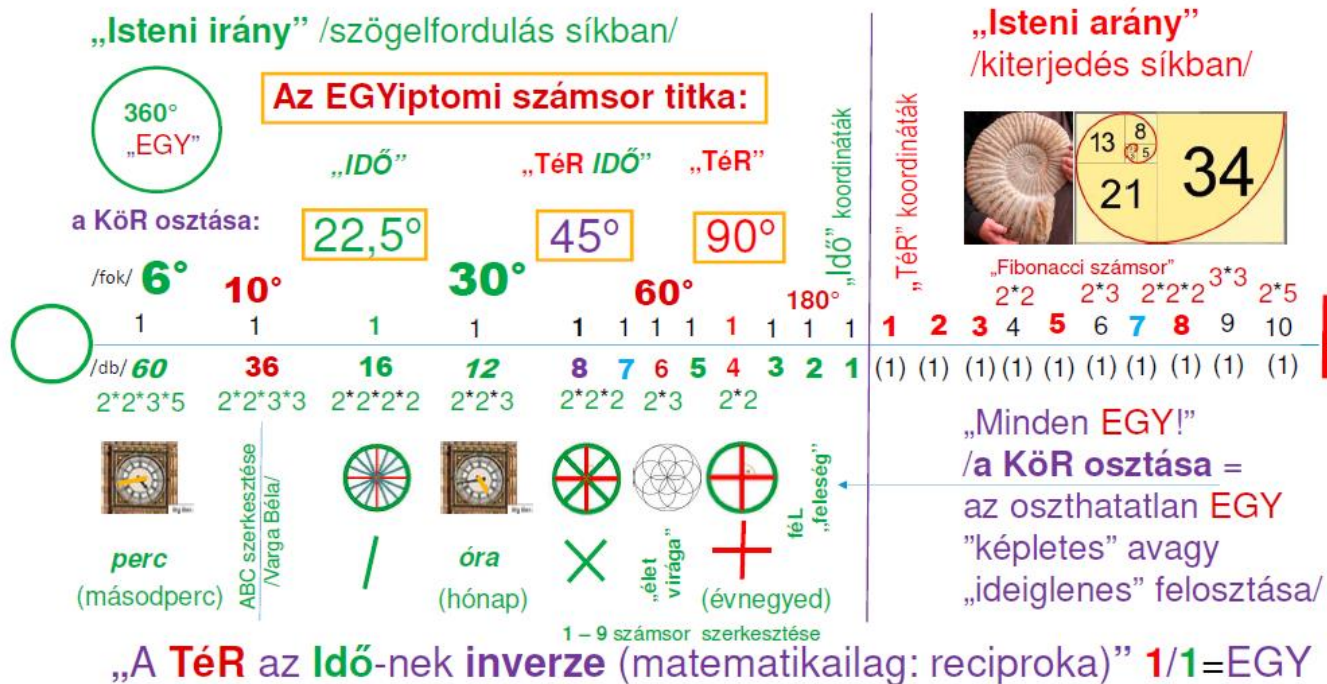 „Isteni irány” /szögelfordulás síkban/
„Isteni arány”
/kiterjedés síkban/
360°
„EGY”
Az EGYiptomi számsor titka:
„IDŐ”
„TéR IDŐ”
„TéR”
„Idő” koordináták
„TéR” koordináták
13
8
5
21
34
a KöR osztása:
22,5º
45º
90º
/fok/ 6°
10°
30°
60°
180°
„Fibonacci számsor”
2*2
2*3
2*2*2
3*3
2*5
1 1 1 1 1 1 1 1 1 1 1 1 1 2 3 4 5 6 7 8 9 10
/db/ 60 36 16 12 8 7 6 5 4 3 2 1 (1) (1) (1) (1) (1) (1) (1) (1) (1) (1)
2*2*3*5 2*2*3*3 2*2*2*2 2*2*3 2*2*2 2*3 2*2
perc
(másodperc)
ABC szerkesztése
/Varga Béla/
óra
(hónap)
„élet
virága”
(évnegyed)
féL
„feleség”
„Minden EGY!”
/a KöR osztása =
az oszthatatlan EGY
”képletes” avagy
„ideiglenes” felosztása/
1 – 9 számsor szerkesztése
„A TéR az Idő-nek inverze (matematikailag: reciproka)” 1/1=EGY